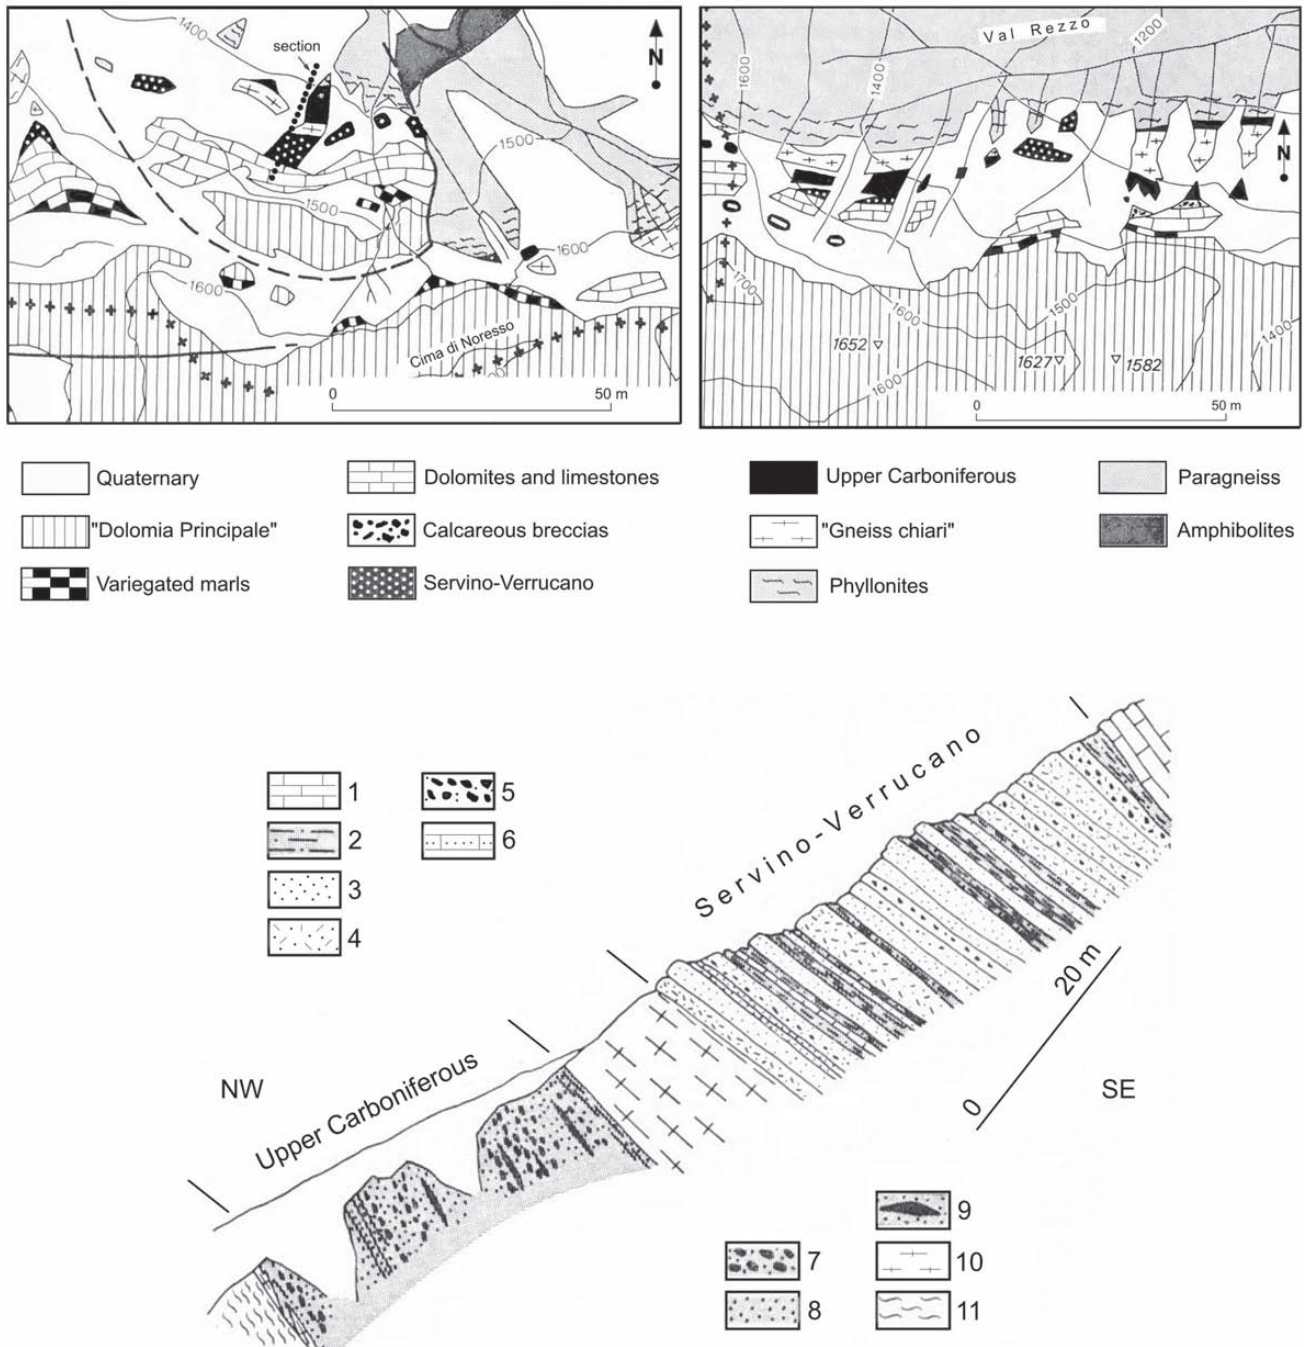 1400
section
N
1500
1500
1600
1600
Cima di Noresso
0
50 m
Val Rezzo
1200
1600
1400
N
1700
1600
1500
1400
1652
1627
1582
1600
0
50 m
Quaternary
Dolomites and limestones
Upper Carboniferous
Paragneiss
"Dolomia Principale"
Calcareous breccias
"Gneiss chiari"
Amphibolites
Variegated marls
Servino-Verrucano
Phyllonites
Servino-Verrucano
1
5
2
6
3
4
20 m
0
NW
SE
Upper Carboniferous
9
7
10
8
11